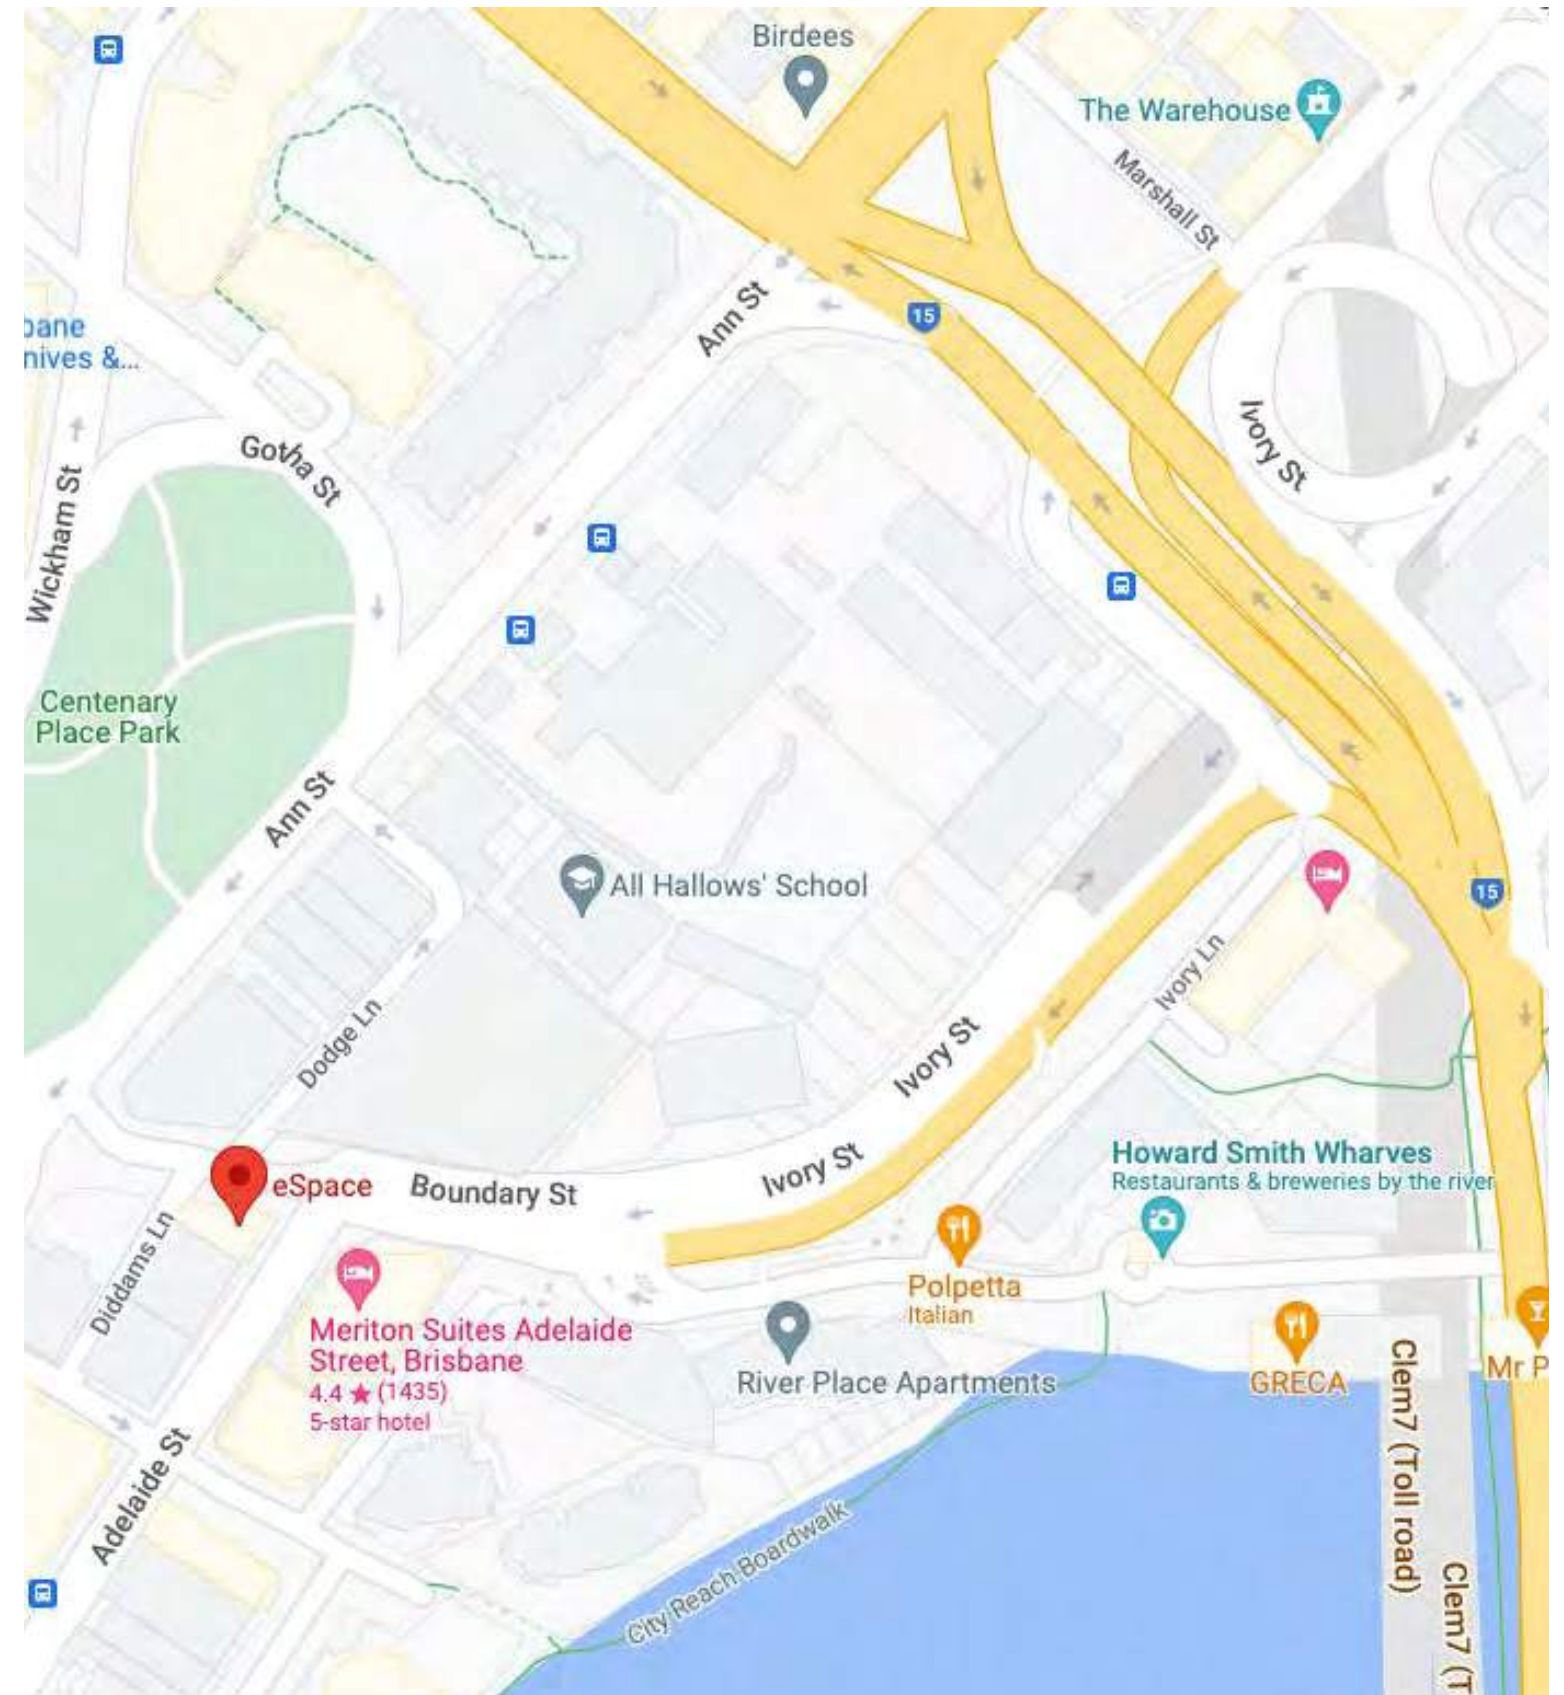 Birdees
The Warehouse
Marshall St
Ann St
15
bane
nives &...
Gotha St
Ivory St
Wickham St
Centenary
Place Park
Ann St
All Hallows' School
15
Ivory Ln
Dodge Ln
Ivory St
Howard Smith Wharves
Restaurants & breweries by the river
eSpace
Boundary St
Ivory St
Diddams Ln
Polpetta
Italian
Meriton Suites Adelaide
Street, Brisbane
4.4 ★ (1435)
5-star hotel
River Place Apartments
GRECA
Mr P
Clem7 (Toll road)
Adelaide St
City Reach Boardwalk
Clem7 (T